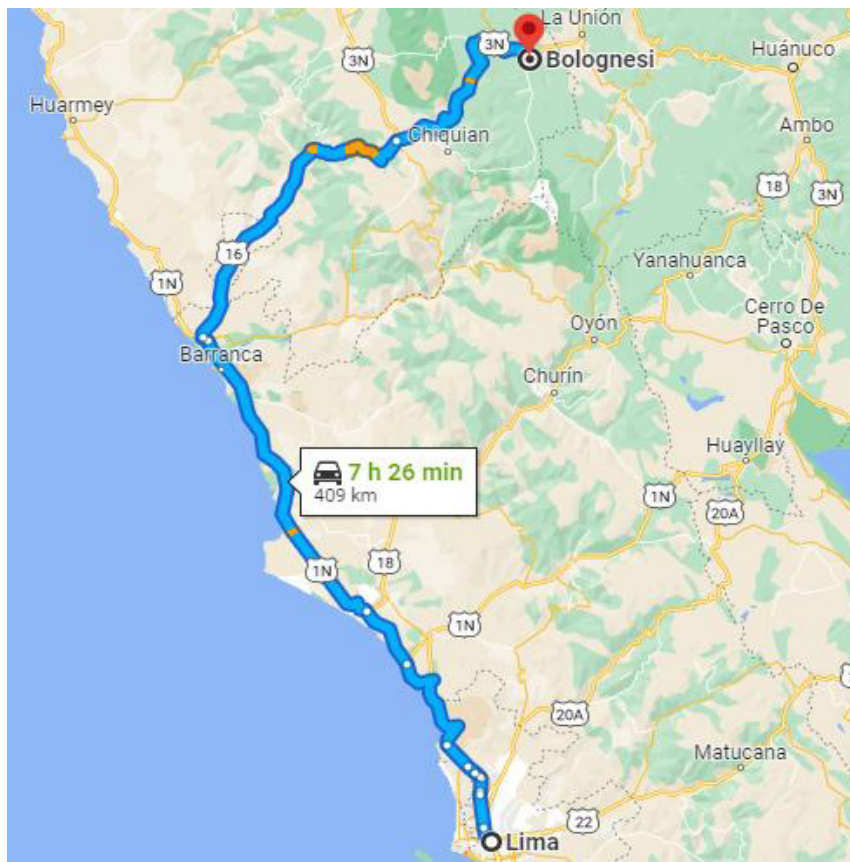 La Unión
3N
Bolognesi
Huánuco
3N
Huarmey
Ambo
Chiquian
18
3N
16
Yanahuanca
1N
Cerro De
Pasco
Oyón
Barranca
Churín
Huayllay
7 h 26 min
409 km
1N
20A
18
1N
1N
20A
Matucana
22
Lima